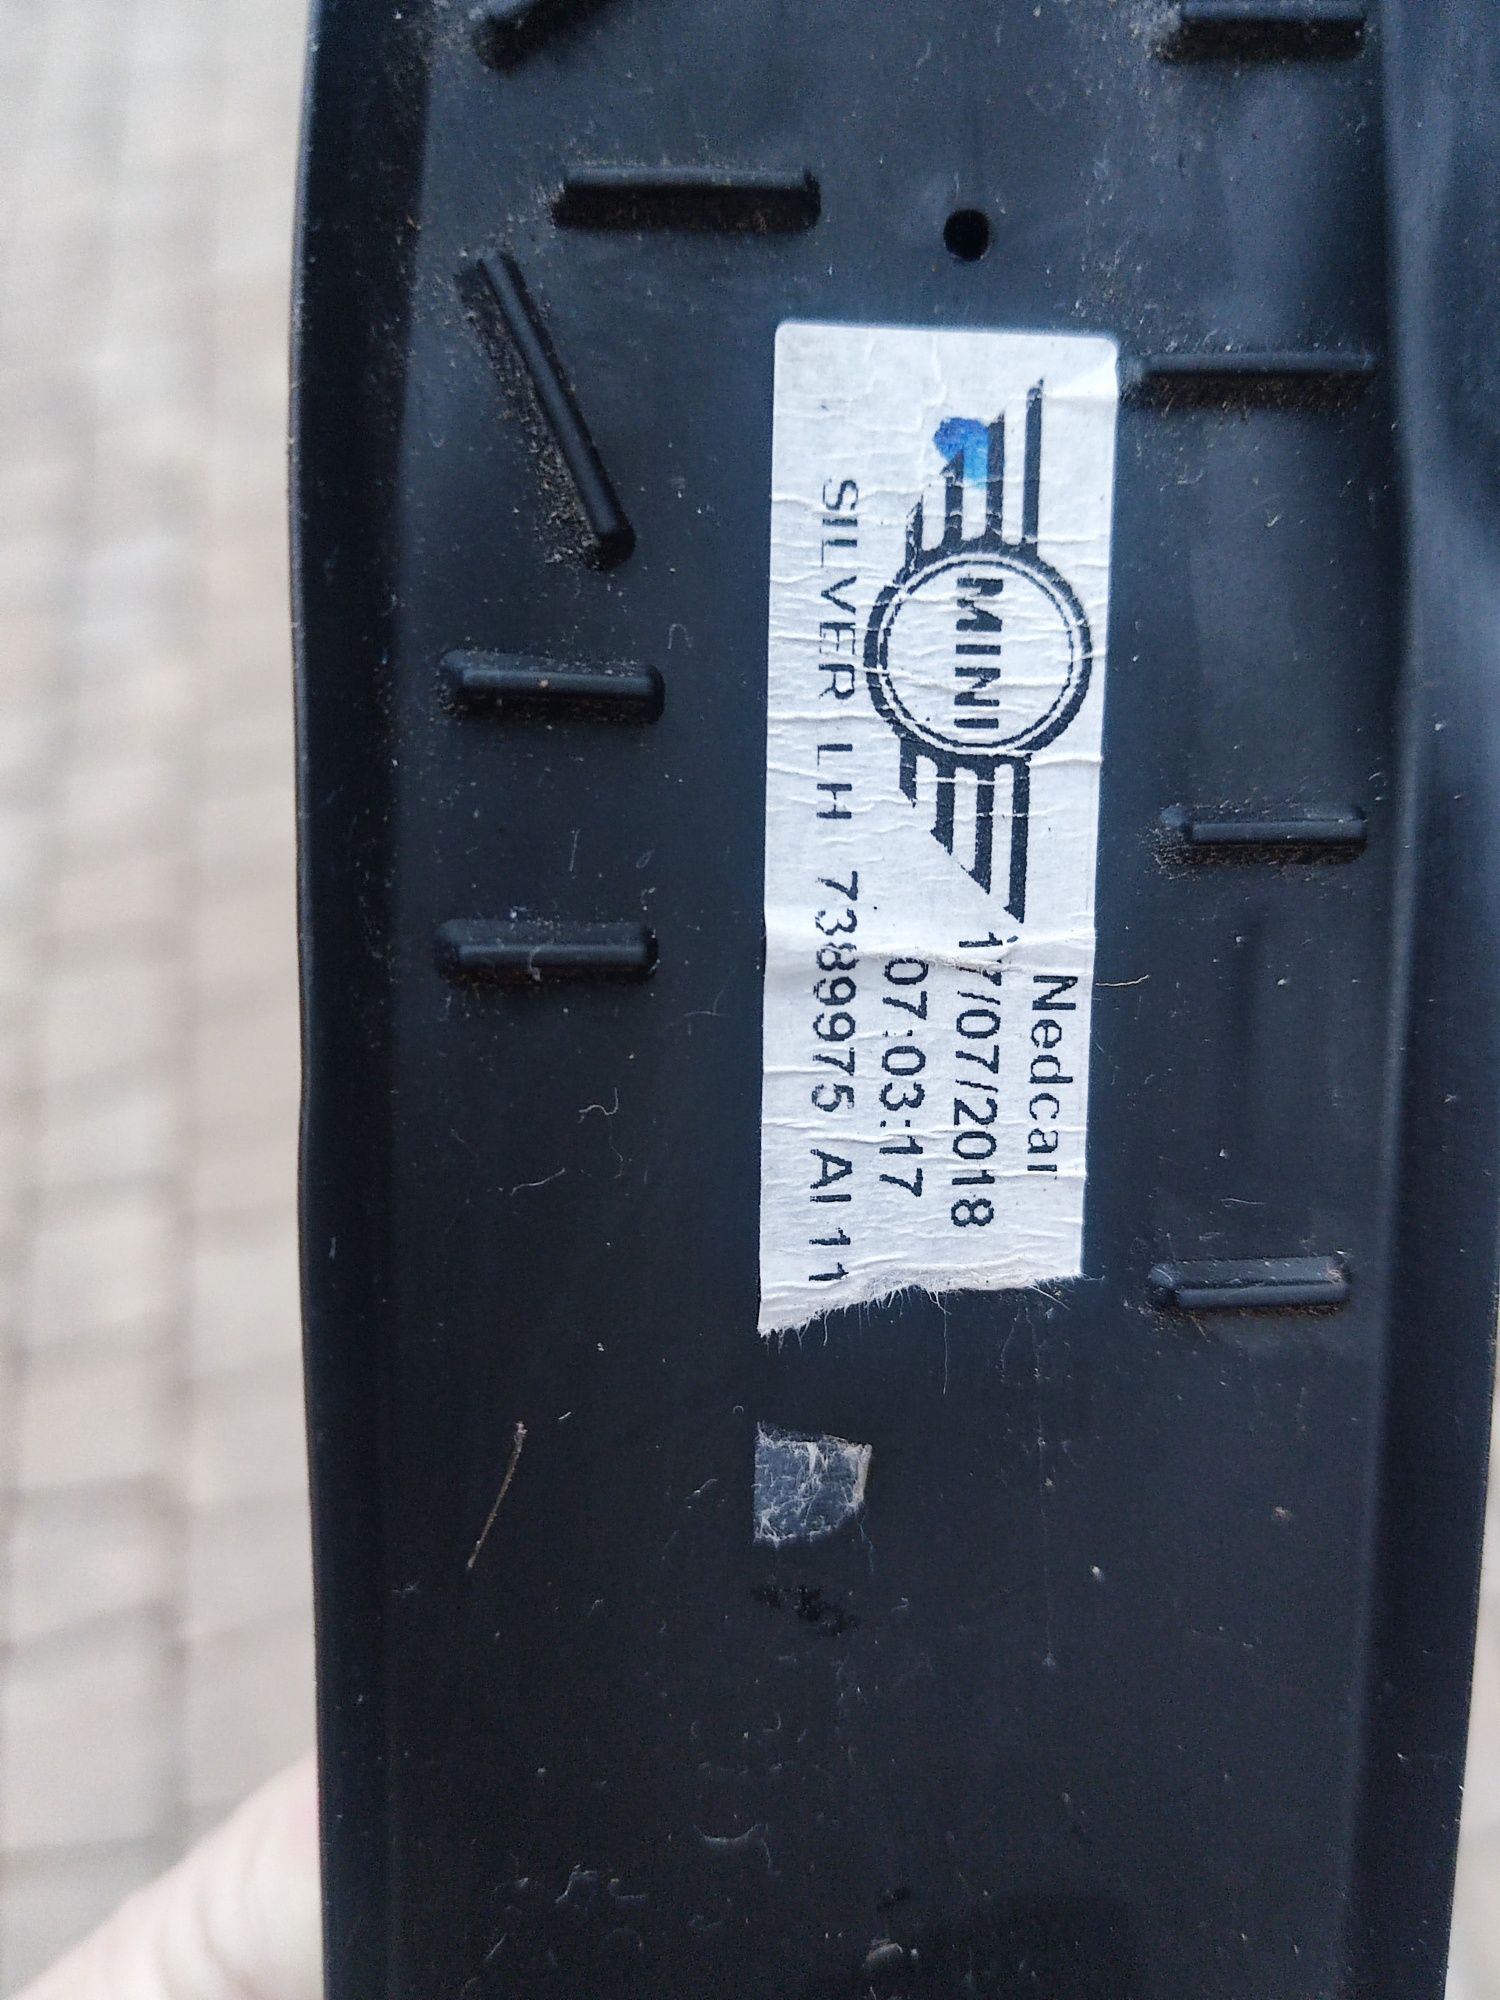 MINI
Nedcar
17/07/2018
07:03:17
SILVER LH 7389975 AI 11